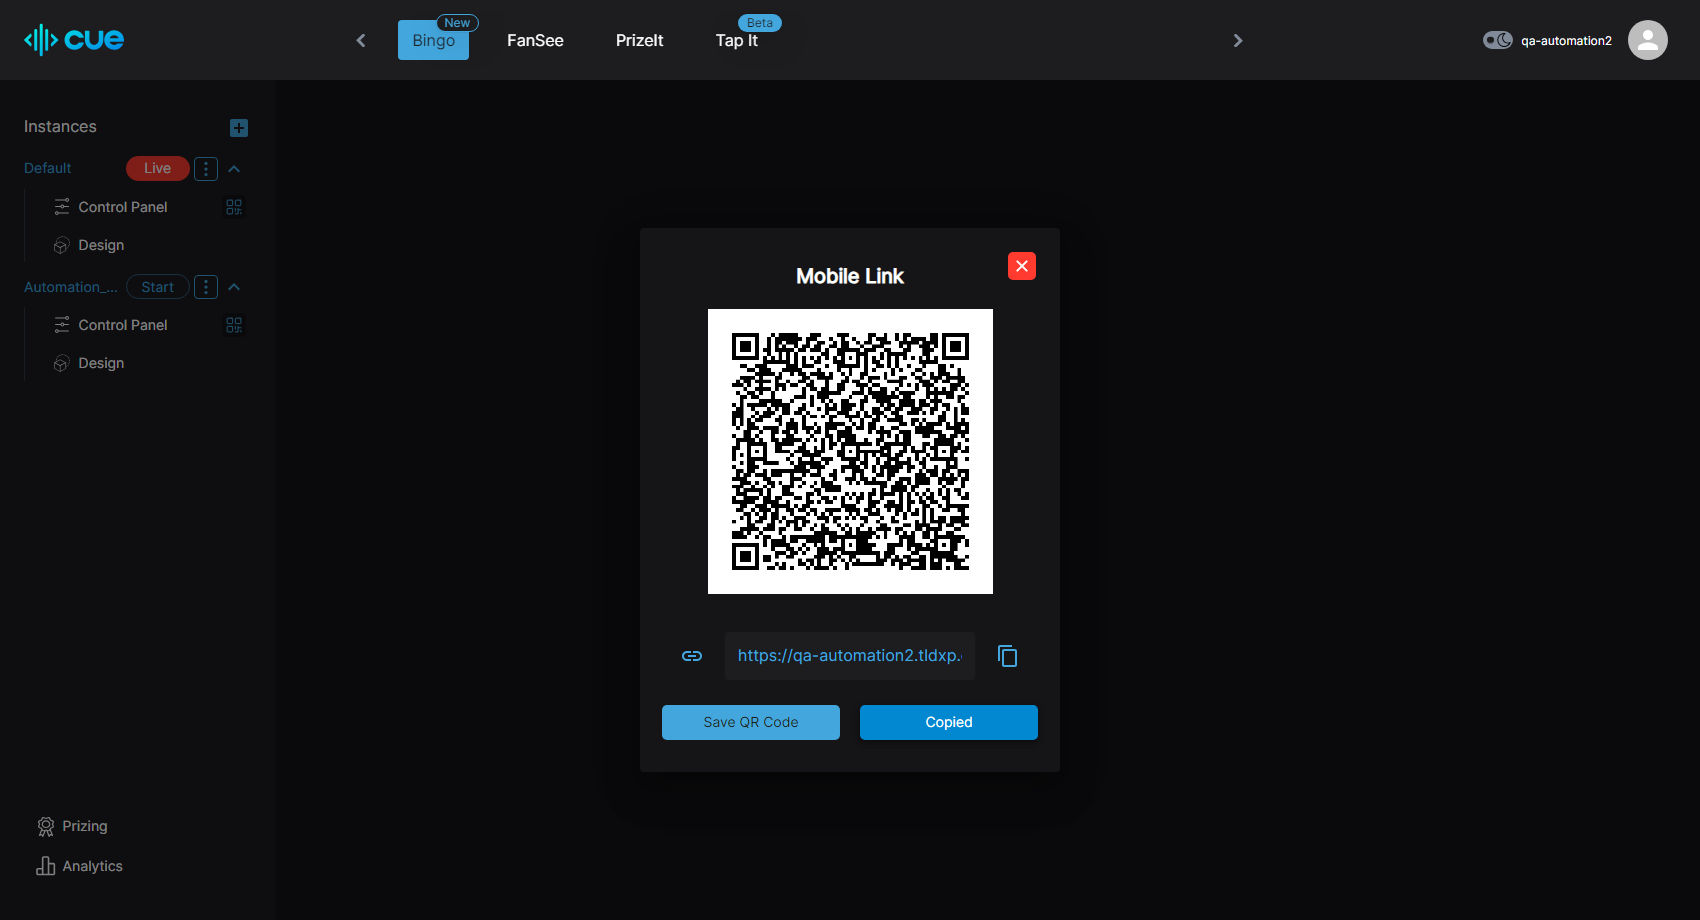 cue
Bingo
New
FanSee
PrizeIt
Tap It
Beta
qa-automation2
Instances
Default
Live
Control Panel
Design
Automation_...
Start
Control Panel
Design
Prizing
Analytics
Mobile Link
https://qa-automation2.tldxp.
Save QR Code
Copied